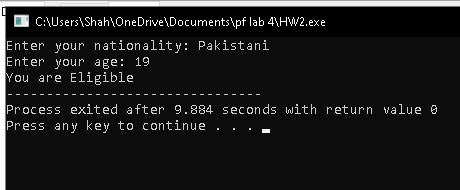 C:\Users\Shah\OneDrive\Documents\pf lab 4\HW2.exe
Enter your nationality: Pakistani
Enter your age: 19
You are Eligible
--------------------------------
Process exited after 9.884 seconds with return value 0
Press any key to continue . . .